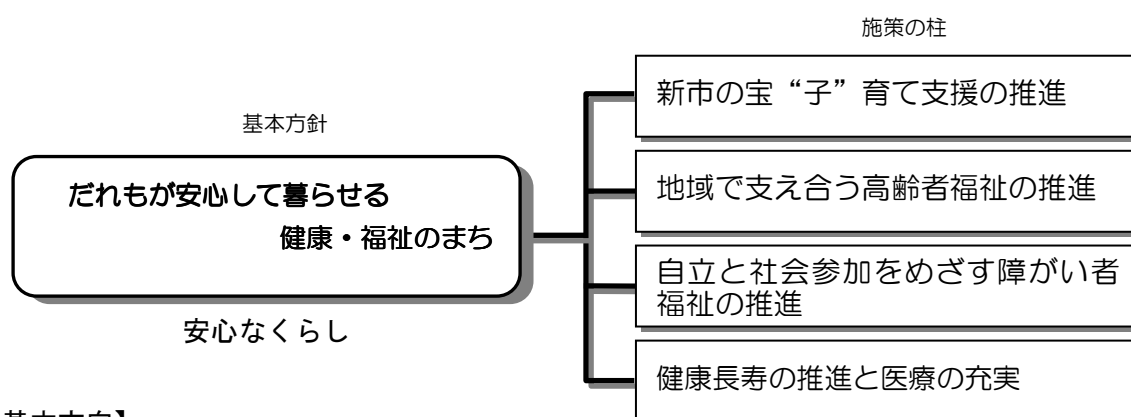 施策の柱
基本方針
だれもが安心して暮らせる
健康・福祉のまち
安心なくらし
新市の宝“子”育て支援の推進
地域で支え合う高齢者福祉の推進
自立と社会参加をめざす障がい者
福祉の推進
健康長寿の推進と医療の充実
基本方向】